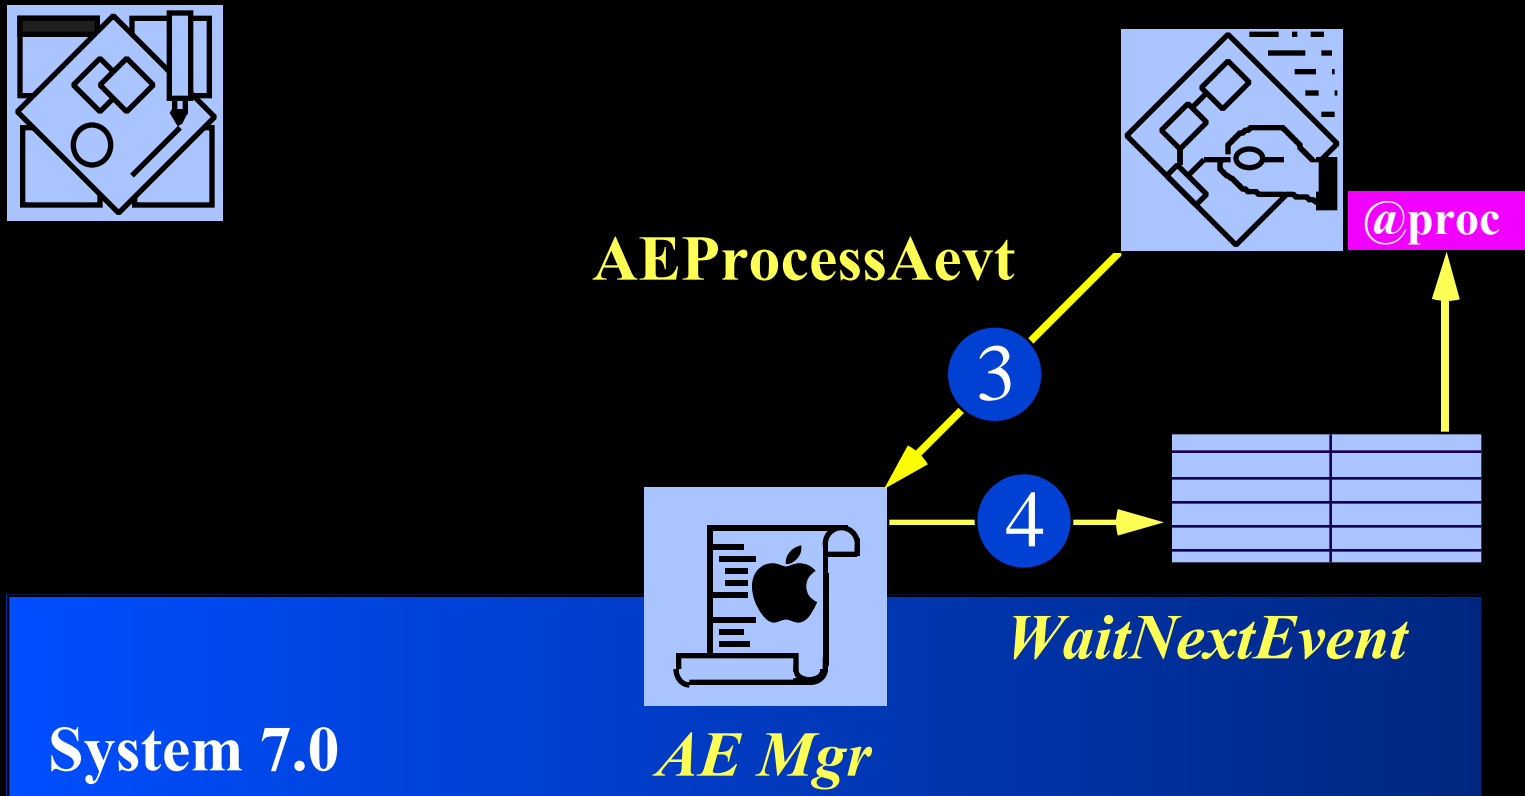 @proc
AEProcessAevt
3
4
WaitNextEvent
System 7.0
AE Mgr